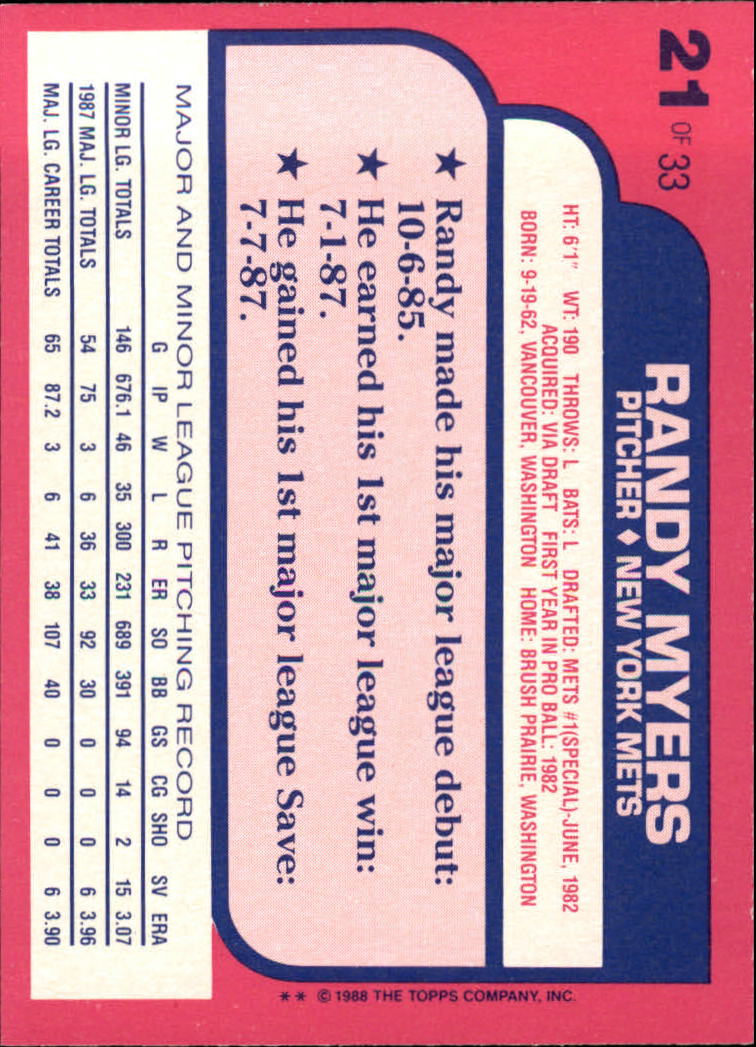 21 OF 33
RANDY MYERS
PITCHER ♦ NEW YORK METS
HT: 6'1" WT: 190 THROWS: L BATS: L DRAFTED: METS #1(SPECIAL)-JUNE, 1982
ACQUIRED: VIA DRAFT FIRST YEAR IN PRO BALL: 1982
BORN: 9-19-62, VANCOUVER, WASHINGTON HOME: BRUSH PRAIRIE, WASHINGTON
★ Randy made his major league debut:
10-6-85.
★ He earned his 1st major league win:
7-1-87.
★ He gained his 1st major league Save:
7-7-87.
MAJOR AND MINOR LEAGUE PITCHING RECORD
G IP W L R ER SO BB GS CG SHO SV ERA
MINOR LG. TOTALS 146 676.1 46 35 300 231 689 391 94 14 2 15 3.07
1987 MAJ. LG. TOTALS 54 75 3 6 36 33 92 30 0 0 0 6 3.96
MAJ. LG. CAREER TOTALS 65 87.2 3 6 41 38 107 40 0 0 0 6 3.90
** © 1988 THE TOPPS COMPANY, INC.